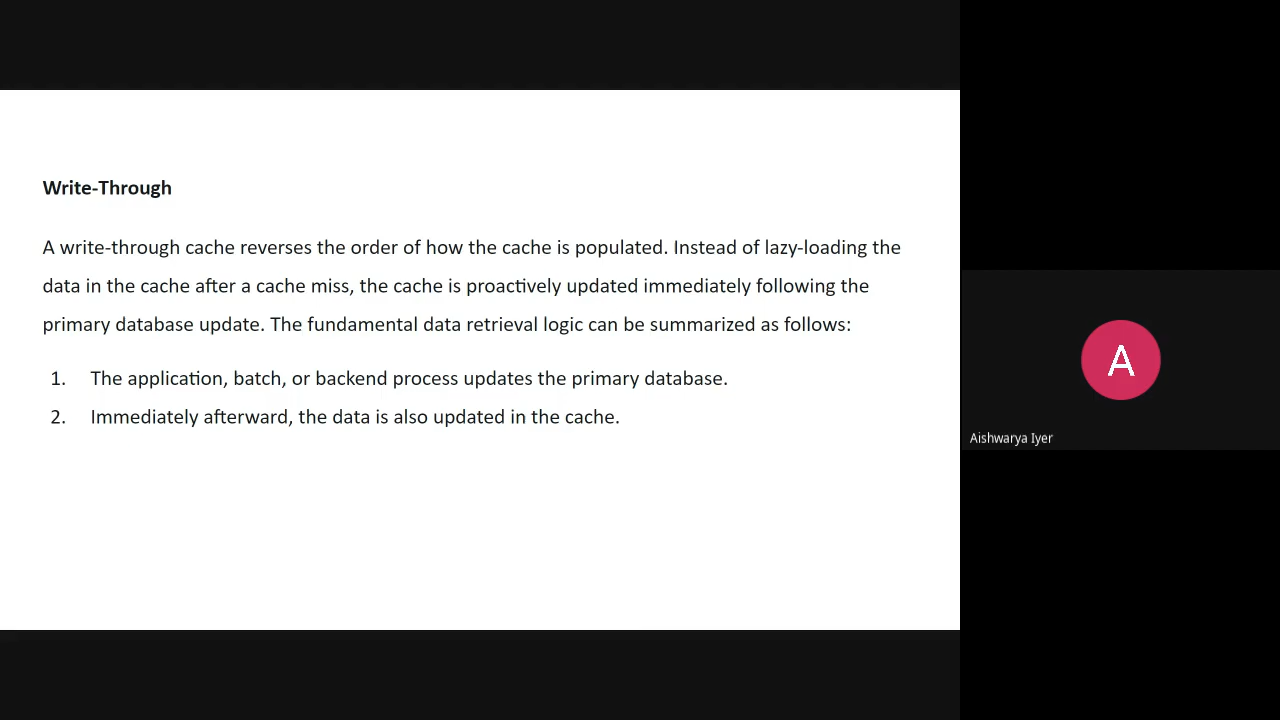 Write-Through
A write-through cache reverses the order of how the cache is populated. Instead of lazy-loading the
data in the cache after a cache miss, the cache is proactively updated immediately following the
primary database update. The fundamental data retrieval logic can be summarized as follows:
1. The application, batch, or backend process updates the primary database.
2. Immediately afterward, the data is also updated in the cache.
A
Aishwarya Iyer